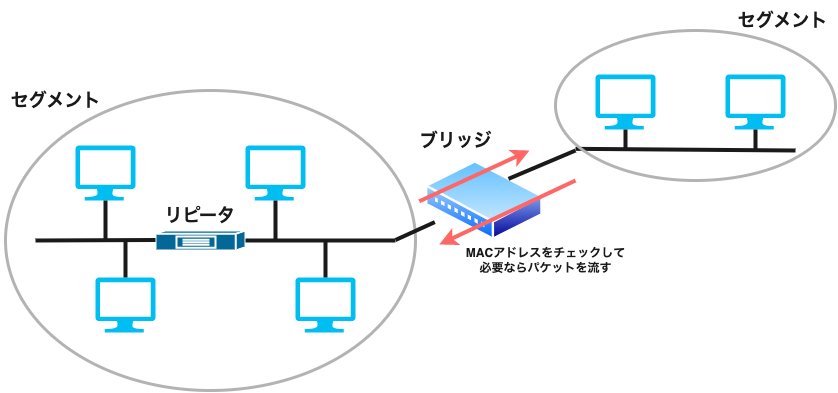 セグメント
セグメント
ブリッジ
リピータ
MACアドレスをチェックして
必要ならパケットを流す